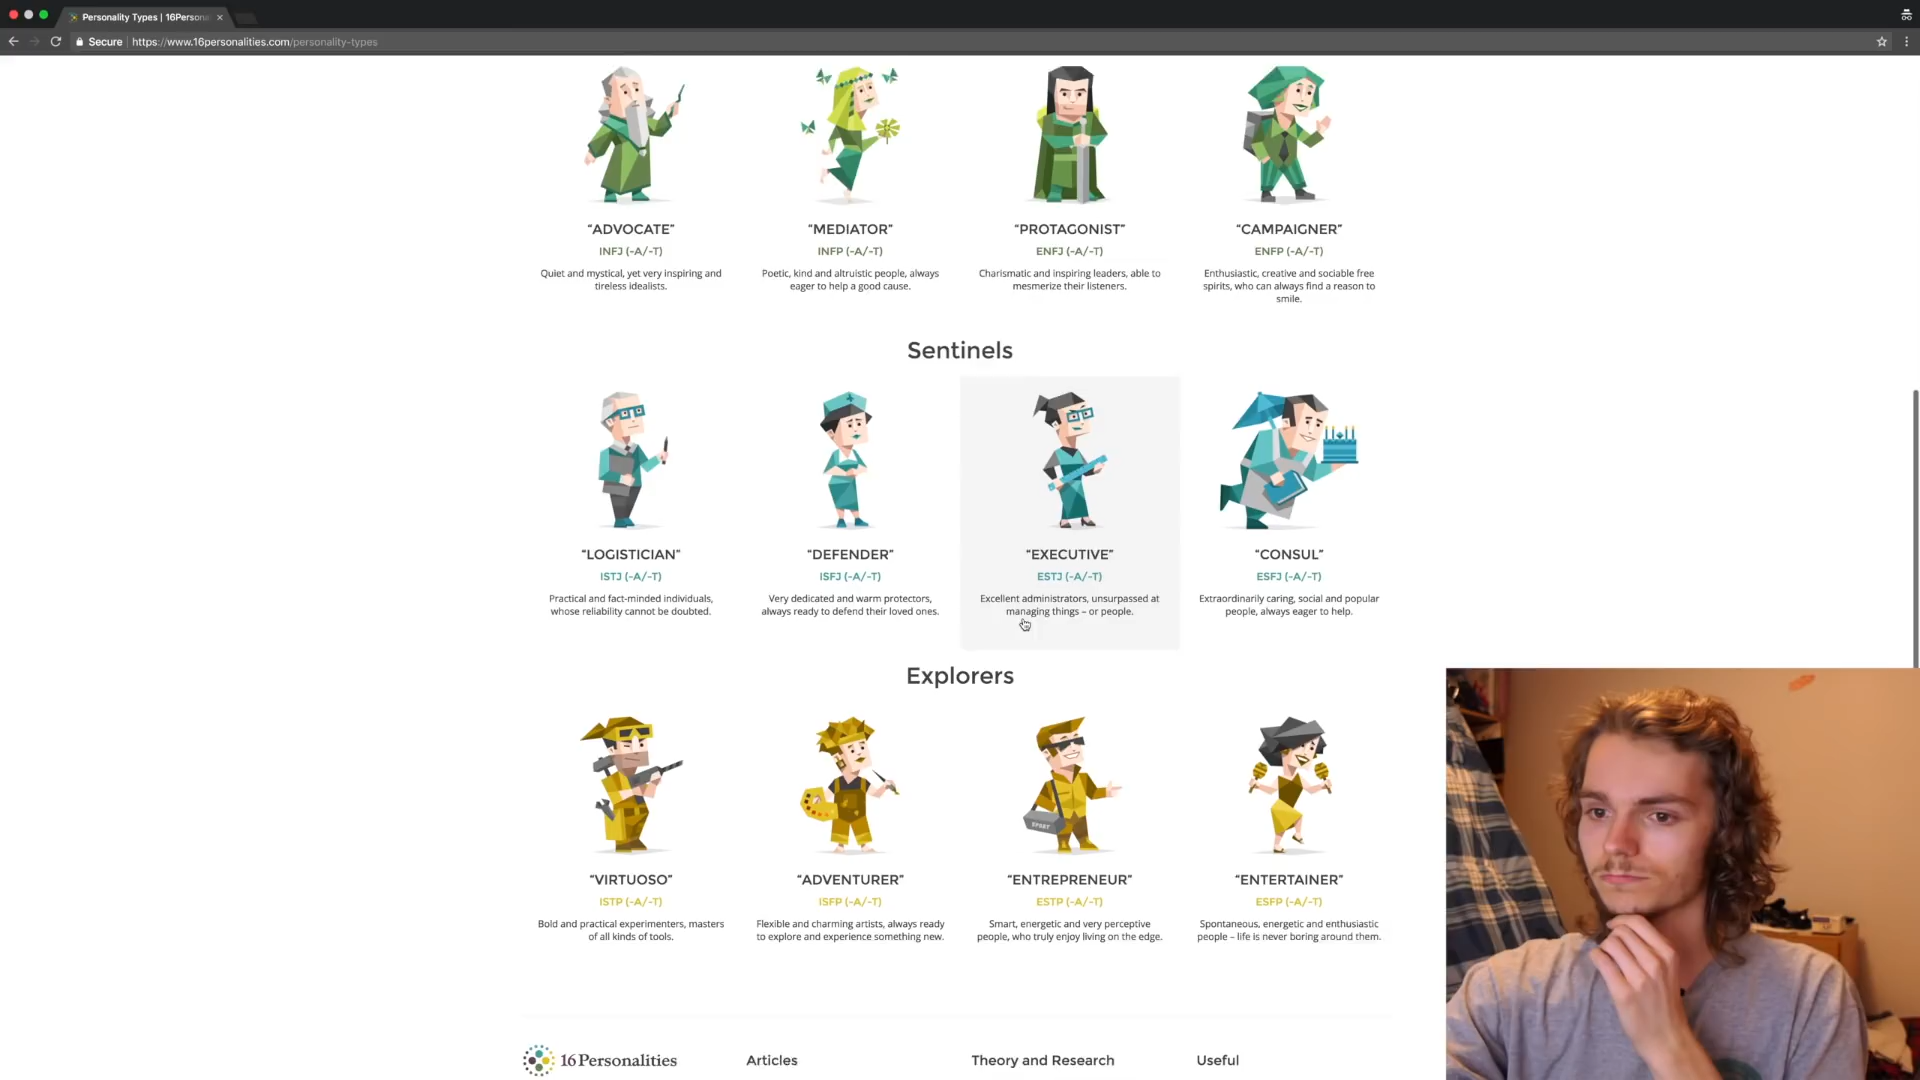 Personality Types | 16Persona
Secure https://www.16personalities.com/personality-types
“ADVOCATE” “MEDIATOR” “PROTAGONIST” “CAMPAIGNER”
INFJ (-A/-T) INFP (-A/-T) ENFJ (-A/-T) ENFP (-A/-T)
Quiet and mystical, yet very inspiring and Poetic, kind and altruistic people, always Charismatic and inspiring leaders, able to Enthusiastic, creative and sociable free
tireless idealists. eager to help a good cause. mesmerize their listeners. spirits, who can always find a reason to
smile.
Sentinels
“LOGISTICIAN” “DEFENDER” “EXECUTIVE” “CONSUL”
ISTJ (-A/-T) ISFJ (-A/-T) ESTJ (-A/-T) ESFJ (-A/-T)
Practical and fact-minded individuals, Very dedicated and warm protectors, Excellent administrators, unsurpassed at Extraordinarily caring, social and popular
whose reliability cannot be doubted. always ready to defend their loved ones. managing things – or people. people, always eager to help.
Explorers
SPORT
“VIRTUOSO” “ADVENTURER” “ENTREPRENEUR” “ENTERTAINER”
ISTP (-A/-T) ISFP (-A/-T) ESTP (-A/-T) ESFP (-A/-T)
Bold and practical experimenters, masters Flexible and charming artists, always ready Smart, energetic and very perceptive Spontaneous, energetic and enthusiastic
of all kinds of tools. to explore and experience something new. people, who truly enjoy living on the edge. people – life is never boring around them.
16Personalities Articles Theory and Research Useful